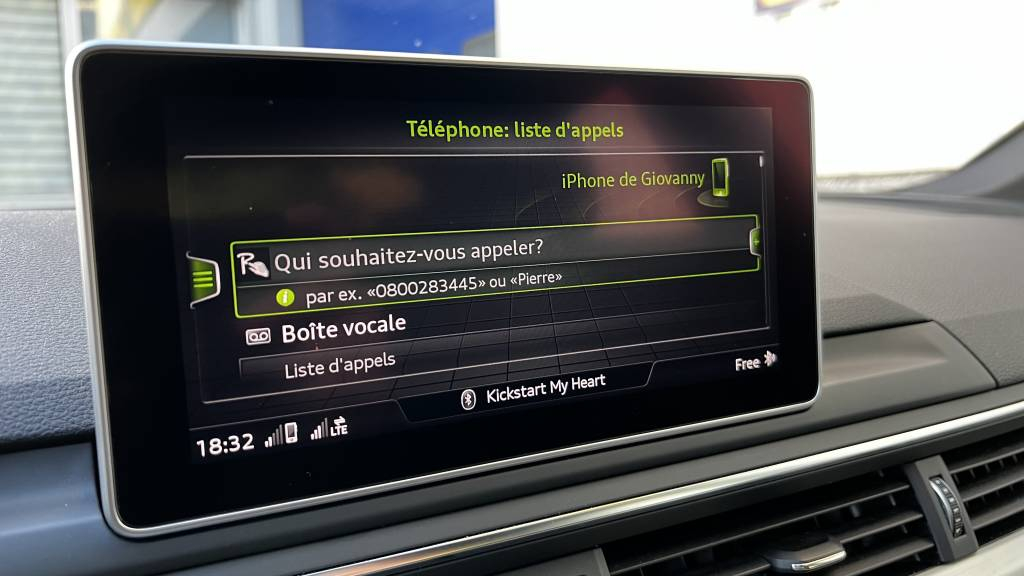 Téléphone: liste d'appels
iPhone de Giovanny
Qui souhaitez-vous appeler?
i par ex. «0800283445» ou «Pierre»
Boîte vocale
Liste d'appels
Free
Kickstart My Heart
18:32 LTE